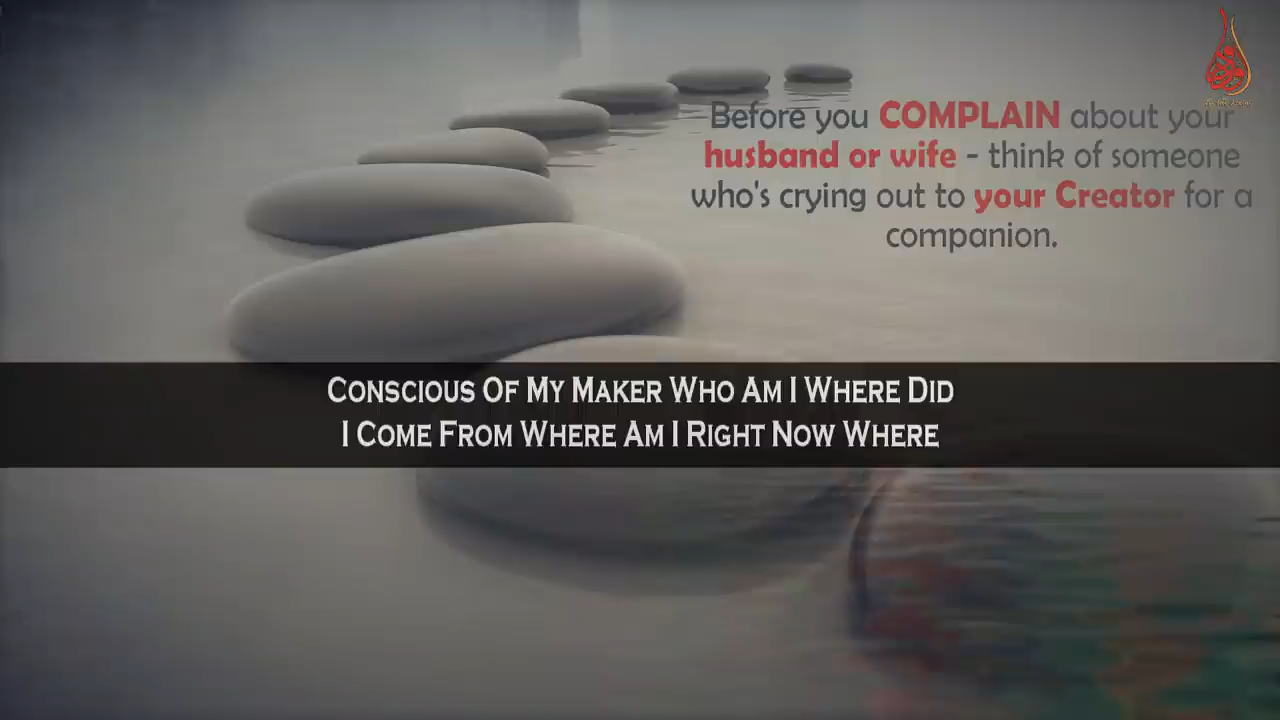 Before you COMPLAIN about your
husband or wife - think of someone
who's crying out to your Creator for a
companion.
CONSCIOUS OF MY MAKER WHO AM I WHERE DID
I COME FROM WHERE AM I RIGHT NOW WHERE